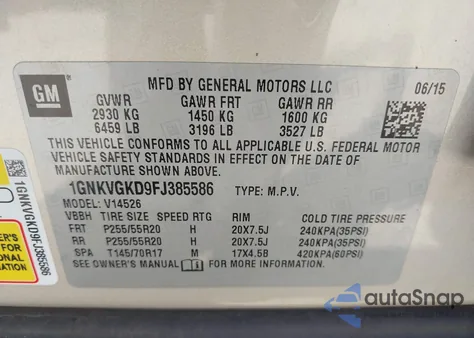 GM
MFD BY GENERAL MOTORS LLC
06/15
GVWR GAWR FRT GAWR RR
2930 KG 1450 KG 1600 KG
6459 LB 3196 LB 3527 LB
THIS VEHICLE CONFORMS TO ALL APPLICABLE U.S. FEDERAL MOTOR
VEHICLE SAFETY STANDARDS IN EFFECT ON THE DATE OF
MANUFACTURE SHOWN ABOVE.
1GNKVGKD9FJ385586 TYPE: M.P.V.
MODEL: V14526
VBBH TIRE SIZE SPEED RTG RIM COLD TIRE PRESSURE
FRT P255/55R20 H 20X7.5J 240KPA(35PSI)
RR P255/55R20 H 20X7.5J 240KPA(35PSI)
SPA T145/70R17 M 17X4.5B 420KPA(60PSI)
SEE OWNER'S MANUAL FOR MORE INFORMATION.
1GNKVGKD9FJ385586
autoSnap